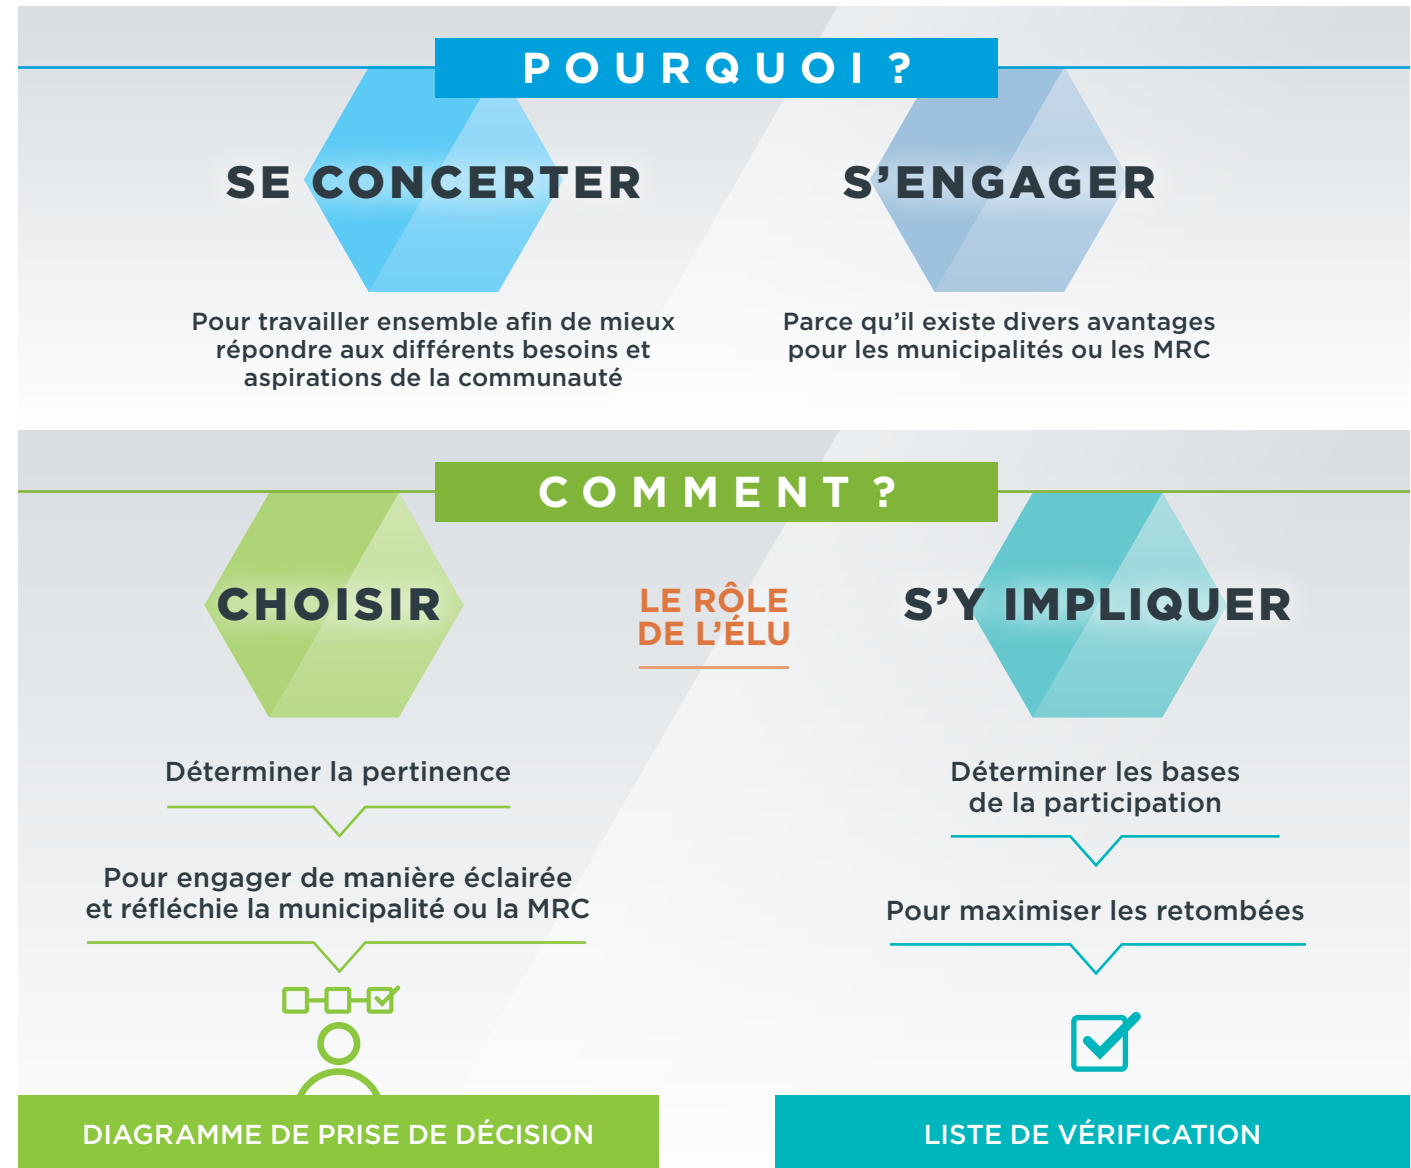 POURQUOI ?
SE CONCERTER
Pour travailler ensemble afin de mieux
répondre aux différents besoins et
aspirations de la communauté
S’ENGAGER
Parce qu’il existe divers avantages
pour les municipalités ou les MRC
COMMENT ?
CHOISIR
Déterminer la pertinence
Pour engager de manière éclairée
et réfléchie la municipalité ou la MRC
DIAGRAMME DE PRISE DE DÉCISION
LE RÔLE
DE L’ÉLU
S’Y IMPLIQUER
Déterminer les bases
de la participation
Pour maximiser les retombées
LISTE DE VÉRIFICATION